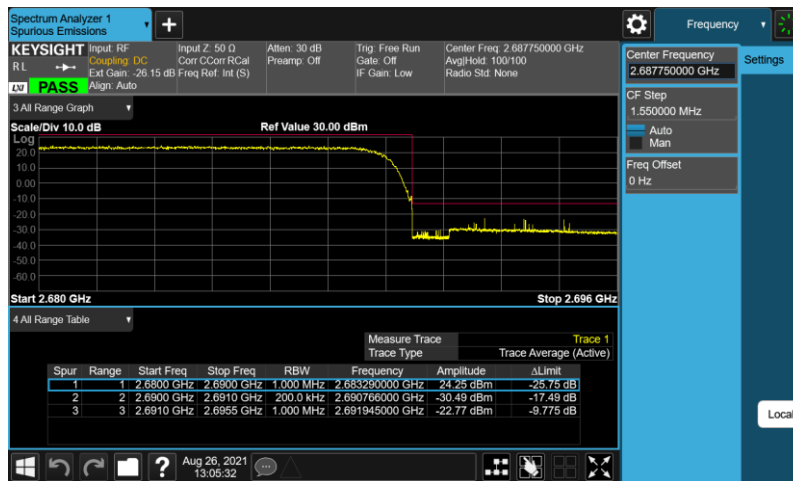 Spectrum Analyzer 1
Spurious Emissions
Frequency
KEYSIGHT Input: RF Input Z: 50 Ω Atten: 30 dB Trig: Free Run Center Freq: 2.687750000 GHz
Coupling: DC Corr CCorr RCal Preamp: Off Gate: Off Avg|Hold: 100/100
R L Ext Gain: -26.15 dB Freq Ref: Int (S) IF Gain: Low Radio Std: None
LXI PASS Align: Auto
Center Frequency
2.687750000 GHz
Settings
CF Step
1.550000 MHz
Auto
Man
Freq Offset
0 Hz
3 All Range Graph
Scale/Div 10.0 dB Ref Value 30.00 dBm
Log
20.0
10.0
0.00
-10.0
-20.0
-30.0
-40.0
-50.0
-60.0
Start 2.680 GHz Stop 2.696 GHz
4 All Range Table
Measure Trace Trace 1
Trace Type Trace Average (Active)
Spur Range Start Freq Stop Freq RBW Frequency Amplitude ΔLimit
1 1 2.6800 GHz 2.6900 GHz 1.000 MHz 2.683290000 GHz 24.25 dBm -25.75 dB
2 2 2.6900 GHz 2.6910 GHz 200.0 kHz 2.690766000 GHz -30.49 dBm -17.49 dB
3 3 2.6910 GHz 2.6955 GHz 1.000 MHz 2.691945000 GHz -22.77 dBm -9.775 dB
Local
Aug 26, 2021
13:05:32